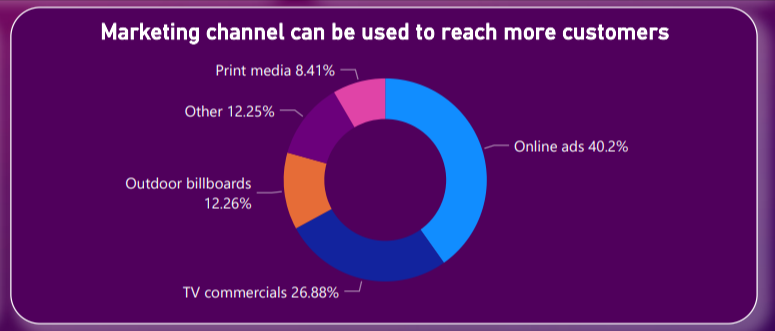 Marketing channel can be used to reach more customers
Print media 8.41%
Other 12.25%
Online ads 40.2%
Outdoor billboards
12.26%
TV commercials 26.88%